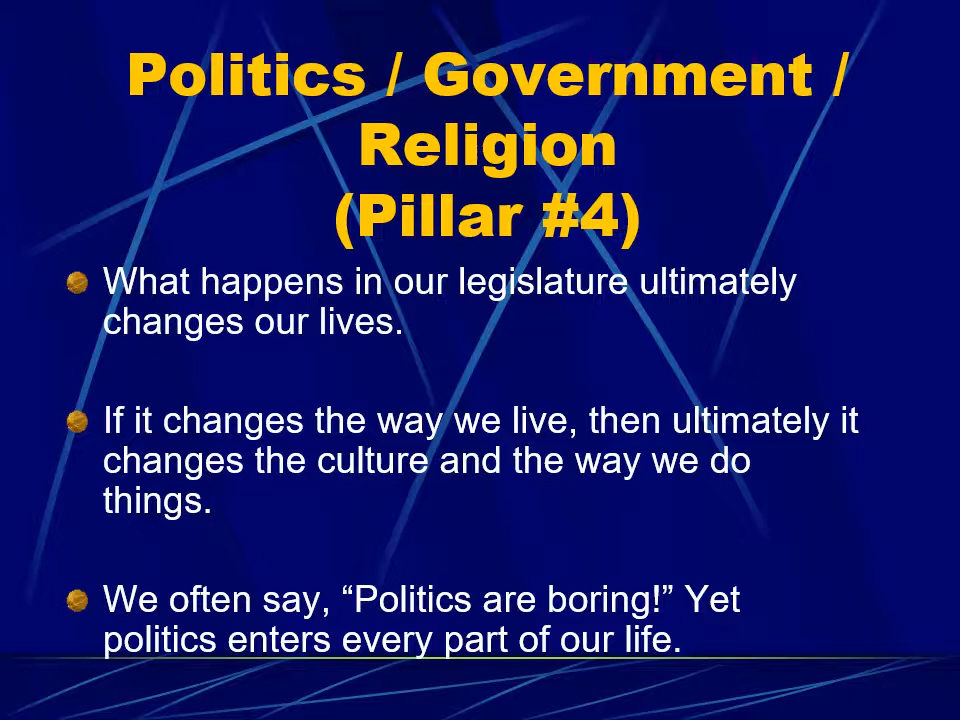 Politics / Government /
Religion
(Pillar #4)
What happens in our legislature ultimately
changes our lives.
If it changes the way we live, then ultimately it
changes the culture and the way we do
things.
We often say, “Politics are boring!” Yet
politics enters every part of our life.